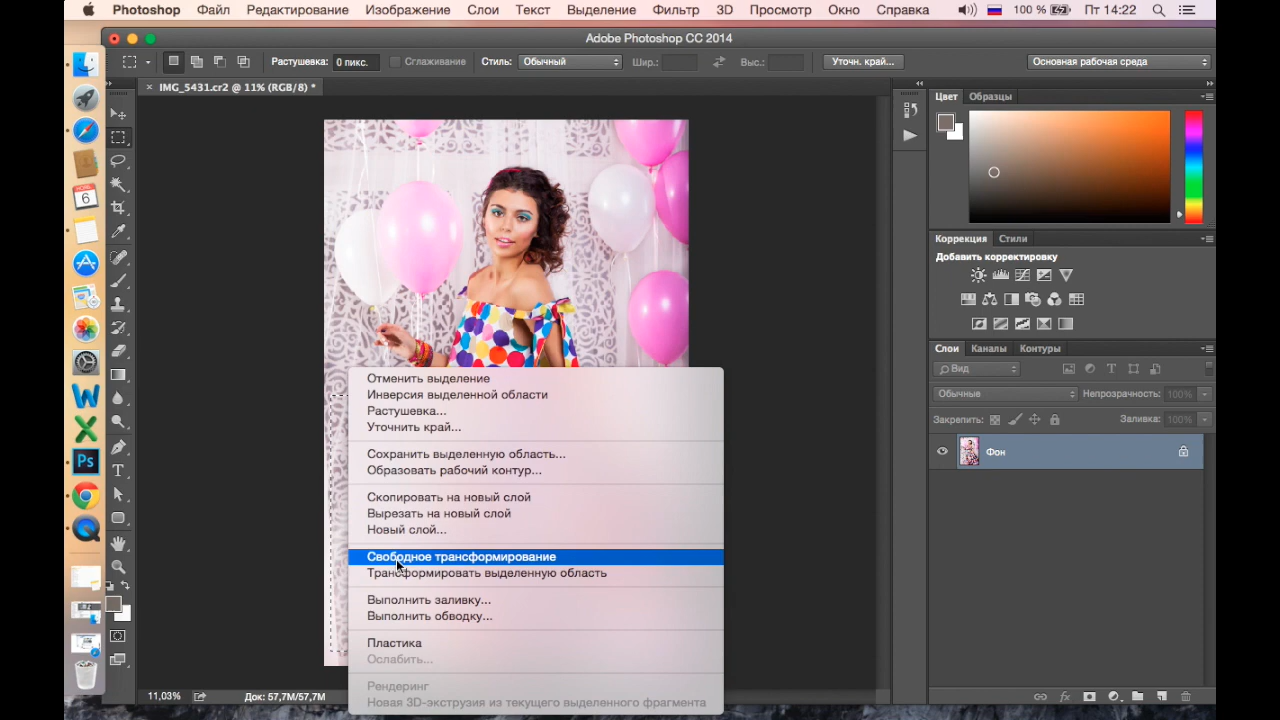 Photoshop Файл Редактирование Изображение Слои Текст Выделение Фильтр 3D Просмотр Окно Справка 100 % Пт 14:22
Adobe Photoshop CC 2014
Растушевка: 0 пикс. Сглаживание Стиль: Обычный Шир.: Выс.: Уточн. край... Основная рабочая среда
× IMG_5431.cr2 @ 11% (RGB/8) *
Цвет Образцы
Коррекция Стили
Добавить корректировку
Слои Каналы Контуры
Вид
Обычные Непрозрачность: 100%
Закрепить: Заливка: 100%
Фон
Отменить выделение
Инверсия выделенной области
Растушевка...
Уточнить край...
Сохранить выделенную область...
Образовать рабочий контур...
Скопировать на новый слой
Вырезать на новый слой
Новый слой...
Свободное трансформирование
Трансформировать выделенную область
Выполнить заливку...
Выполнить обводку...
Пластика
Ослабить...
Рендеринг
Новая 3D-экструзия из текущего выделенного фрагмента
11,03% Док: 57,7M/57,7M
6
W
X
Ps
T
fx